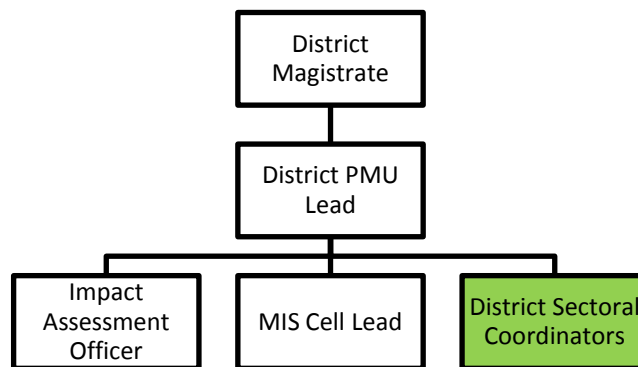 District
Magistrate
District PMU
Lead
Impact
Assessment
Officer
MIS Cell Lead
District Sectoral
Coordinators